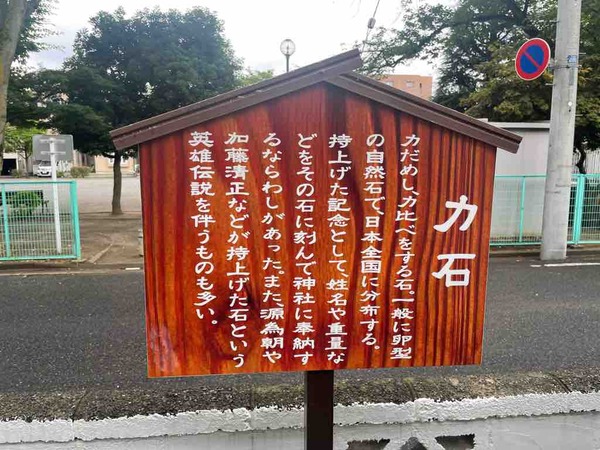 力石
力だめし、力比べをする石。一般に卵型
の自然石で、日本全国に分布する。
持上げた記念として、姓名や重量な
どをその石に刻んで神社に奉納す
るならわしがあった。また、源為朝や
加藤清正などが持上げた石という
英雄伝説を伴うものも多い。